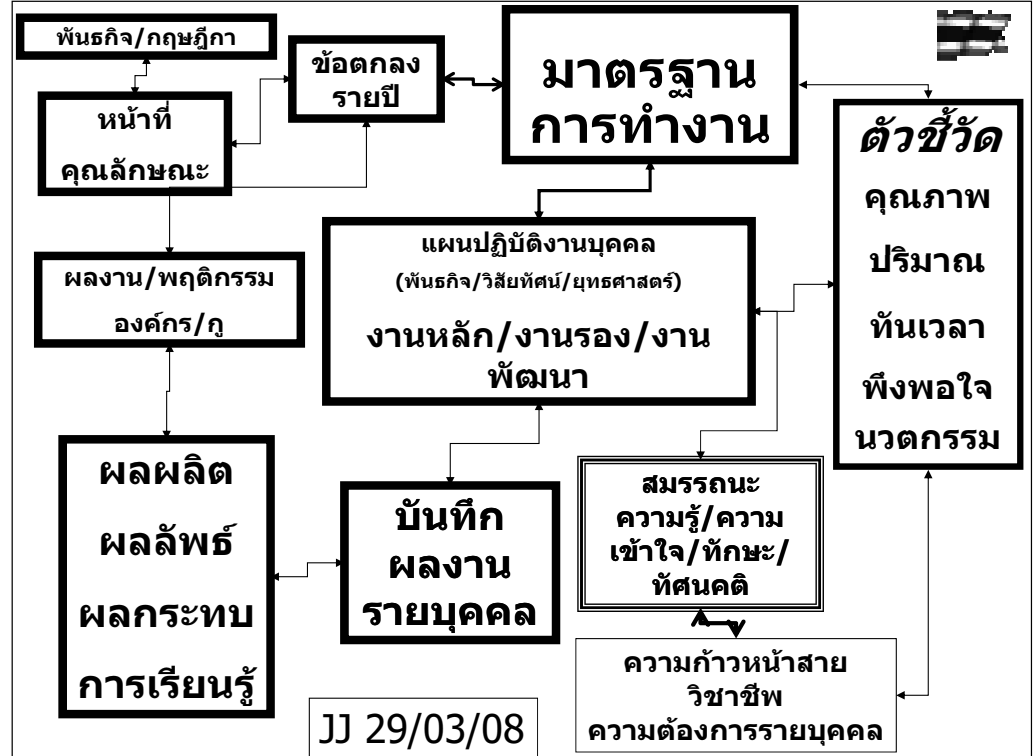 พันธกิจ/กฤษฎีกา
หน้าที่
คุณลักษณะ
ข้อตกลง
รายปี
มาตรฐาน
การทำงาน
ตัวชี้วัด
คุณภาพ
ปริมาณ
ทันเวลา
พึงพอใจ
นวตกรรม
ผลงาน/พฤติกรรม
องค์กร/กู
แผนปฏิบัติงานบุคคล
(พันธกิจ/วิสัยทัศน์/ยุทธศาสตร์)
งานหลัก/งานรอง/งาน
พัฒนา
ผลผลิต
ผลลัพธ์
ผลกระทบ
การเรียนรู้
บันทึก
ผลงาน
รายบุคคล
สมรรถนะ
ความรู้/ความ
เข้าใจ/ทักษะ/
ทัศนคติ
ความก้าวหน้าสาย
วิชาชีพ
ความต้องการรายบุคคล
JJ 29/03/08